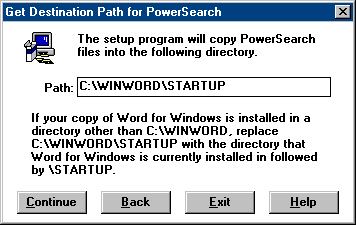 Get Destination Path for PowerSearch
The setup program will copy PowerSearch
files into the following directory.
Path: C:\WINWORD\STARTUP
If your copy of Word for Windows is installed in a
directory other than C:\WINWORD, replace
C:\WINWORD\STARTUP with the directory that
Word for Windows is currently installed in followed
by \STARTUP.
Continue Back Exit Help